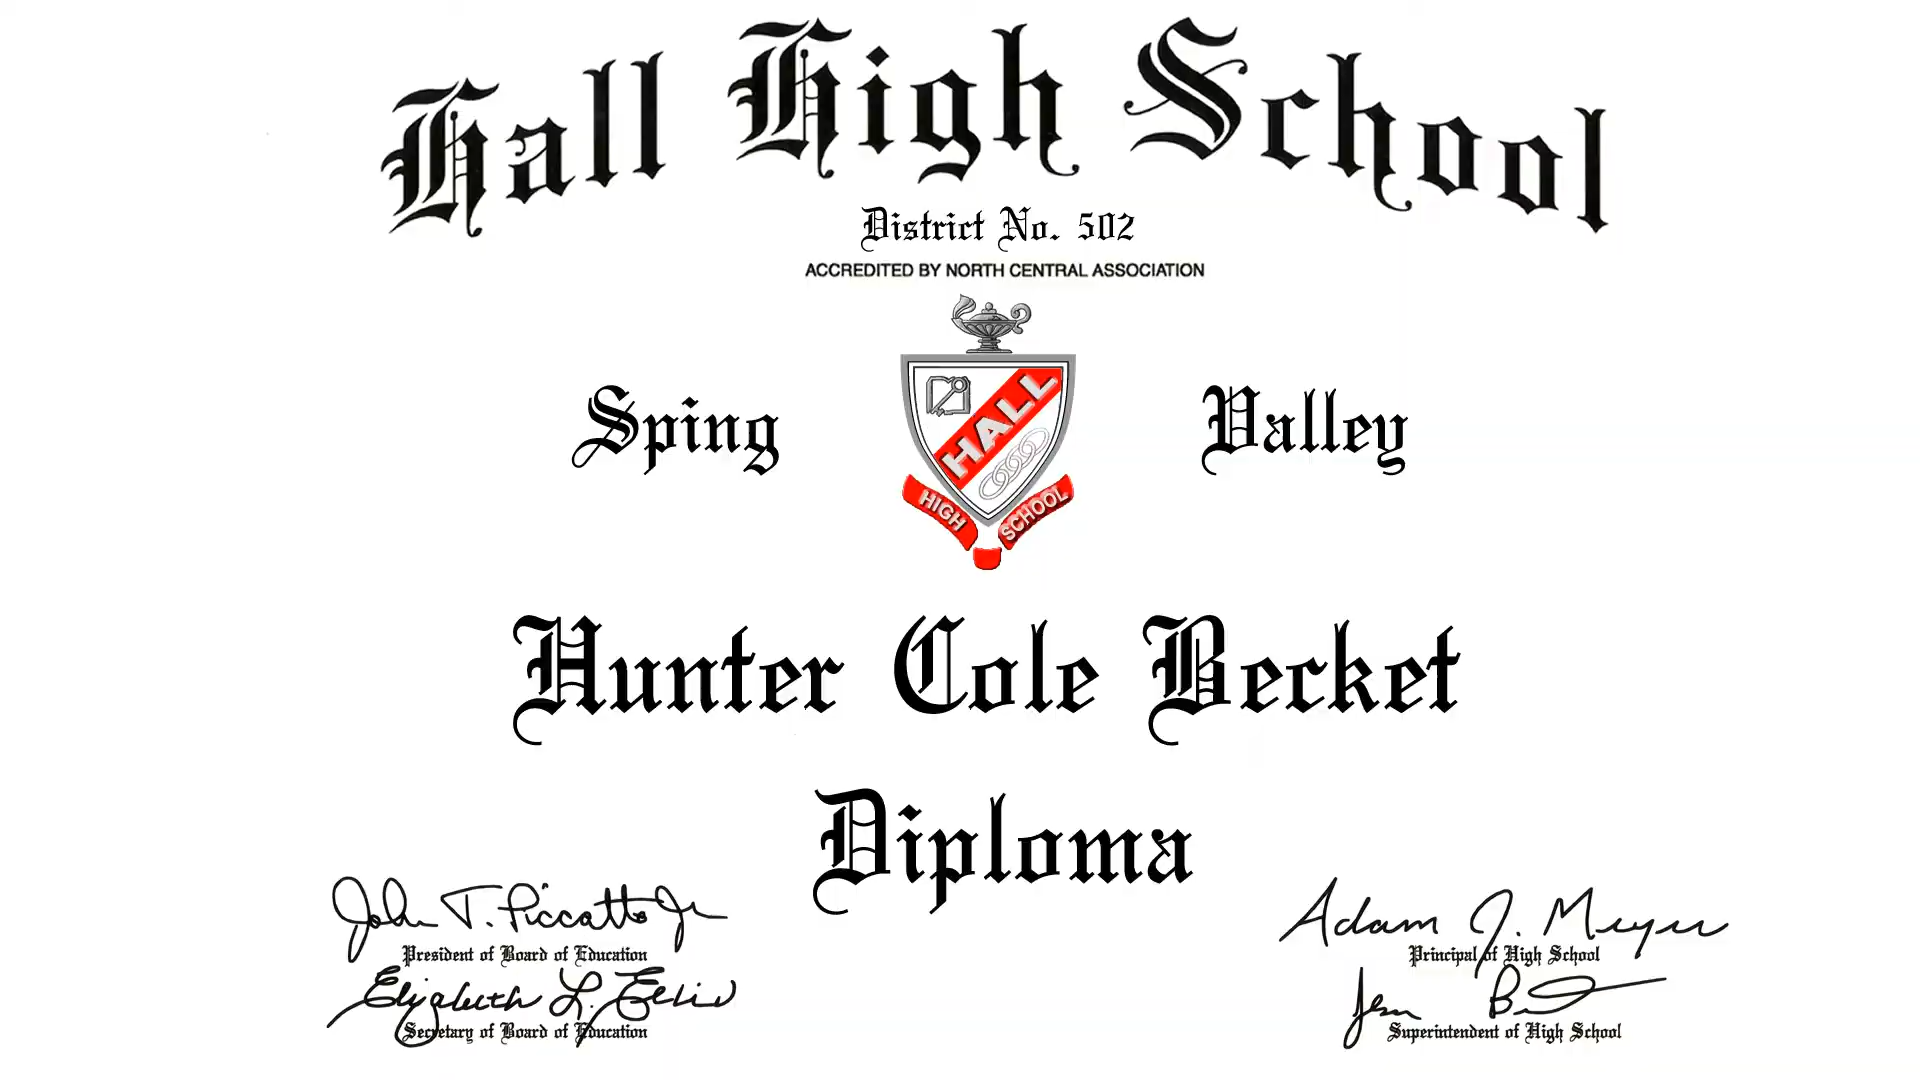 Hall High School
District No. 502
ACCREDITED BY NORTH CENTRAL ASSOCIATION
Sping Valley
HALL
HIGH SCHOOL
Hunter Cole Becket
Diploma
John T. Piccatto Jr
President of Board of Education
Elizabeth L. Ellis
Secretary of Board of Education
Adam J. Meyer
Principal of High School
Superintendent of High School